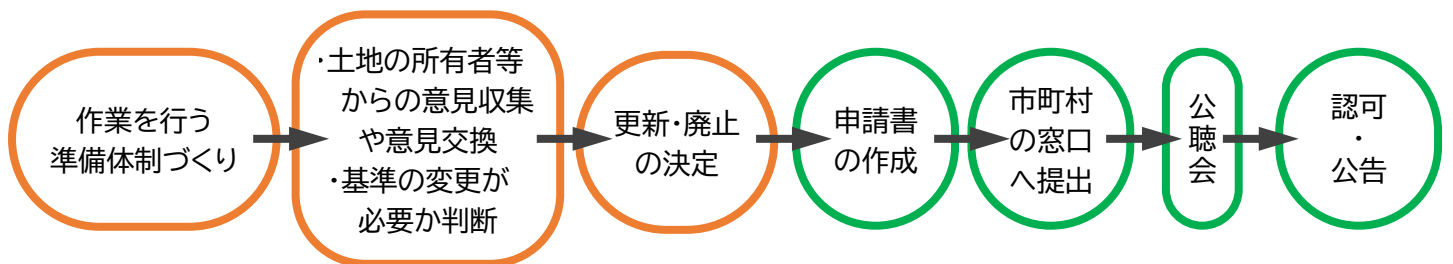 作業を行う
準備体制づくり
・土地の所有者等
からの意見収集
や意見交換
・基準の変更が
必要か判断
更新・廃止
の決定
申請書
の作成
市町村
の窓口
へ提出
公聴会
認可
・
公告